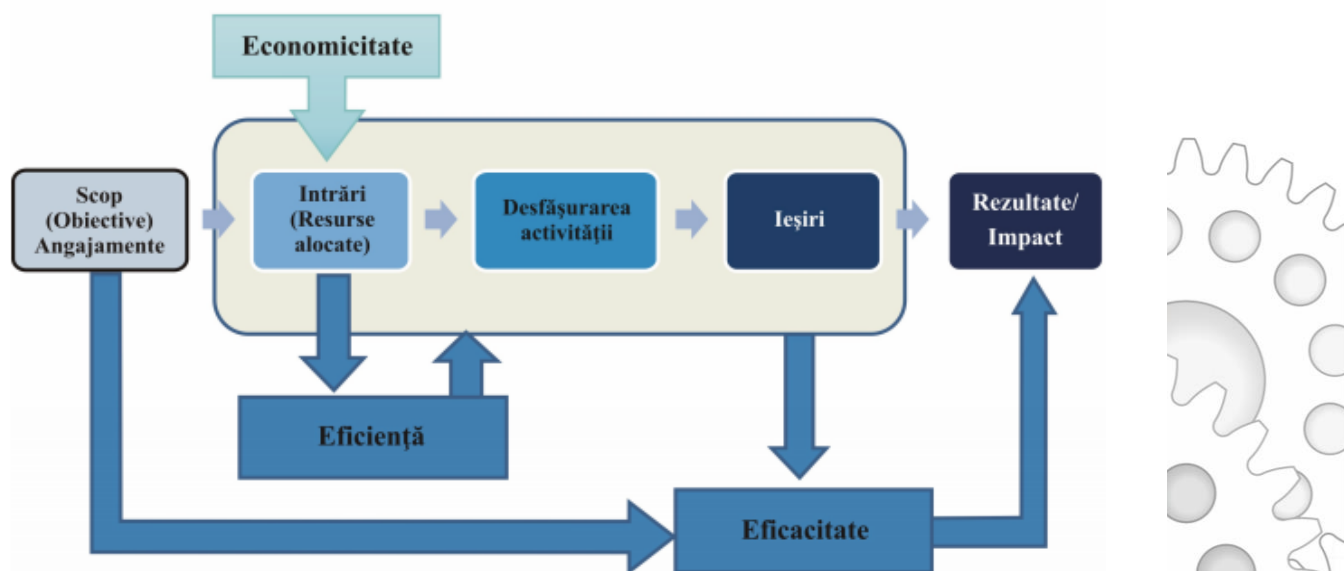 Economicitate
Scop
(Obiective)
Angajamente
Intrări
(Resurse
alocate)
Desfăşurarea
activităţii
Ieşiri
Rezultate/
Impact
Eficienţă
Eficacitate